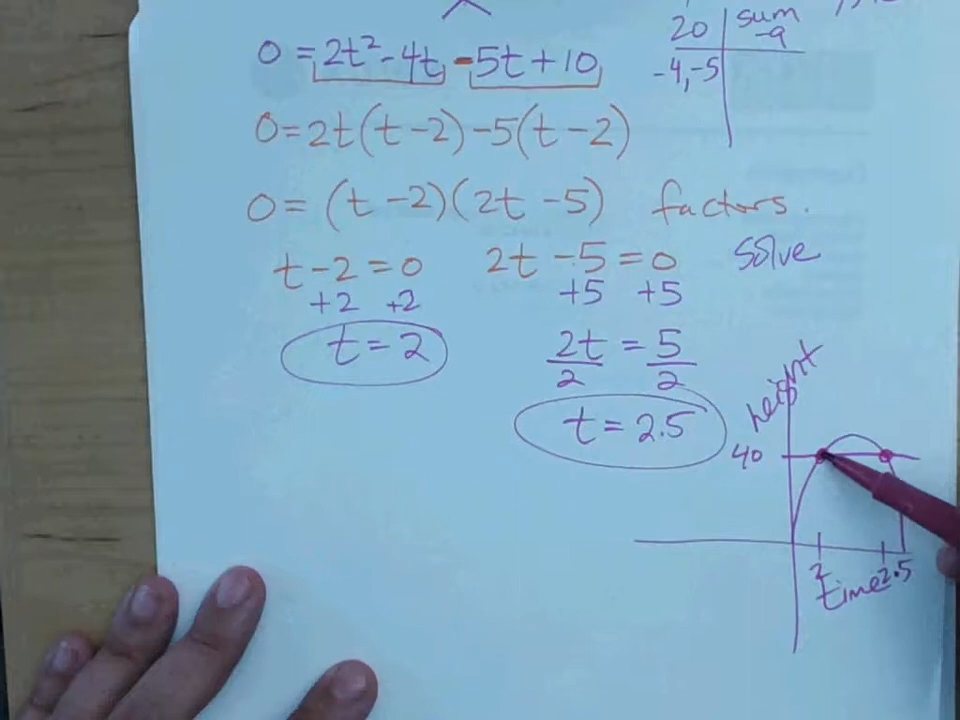 20 | sum -9
-4, -5
0 = 2t² - 4t - 5t + 10
0 = 2t(t - 2) - 5(t - 2)
0 = (t - 2)(2t - 5) factors.
t - 2 = 0 2t - 5 = 0 solve
+2 +2 +5 +5
t = 2 2t = 5
2 2
t = 2.5
height
40
2 2.5
time